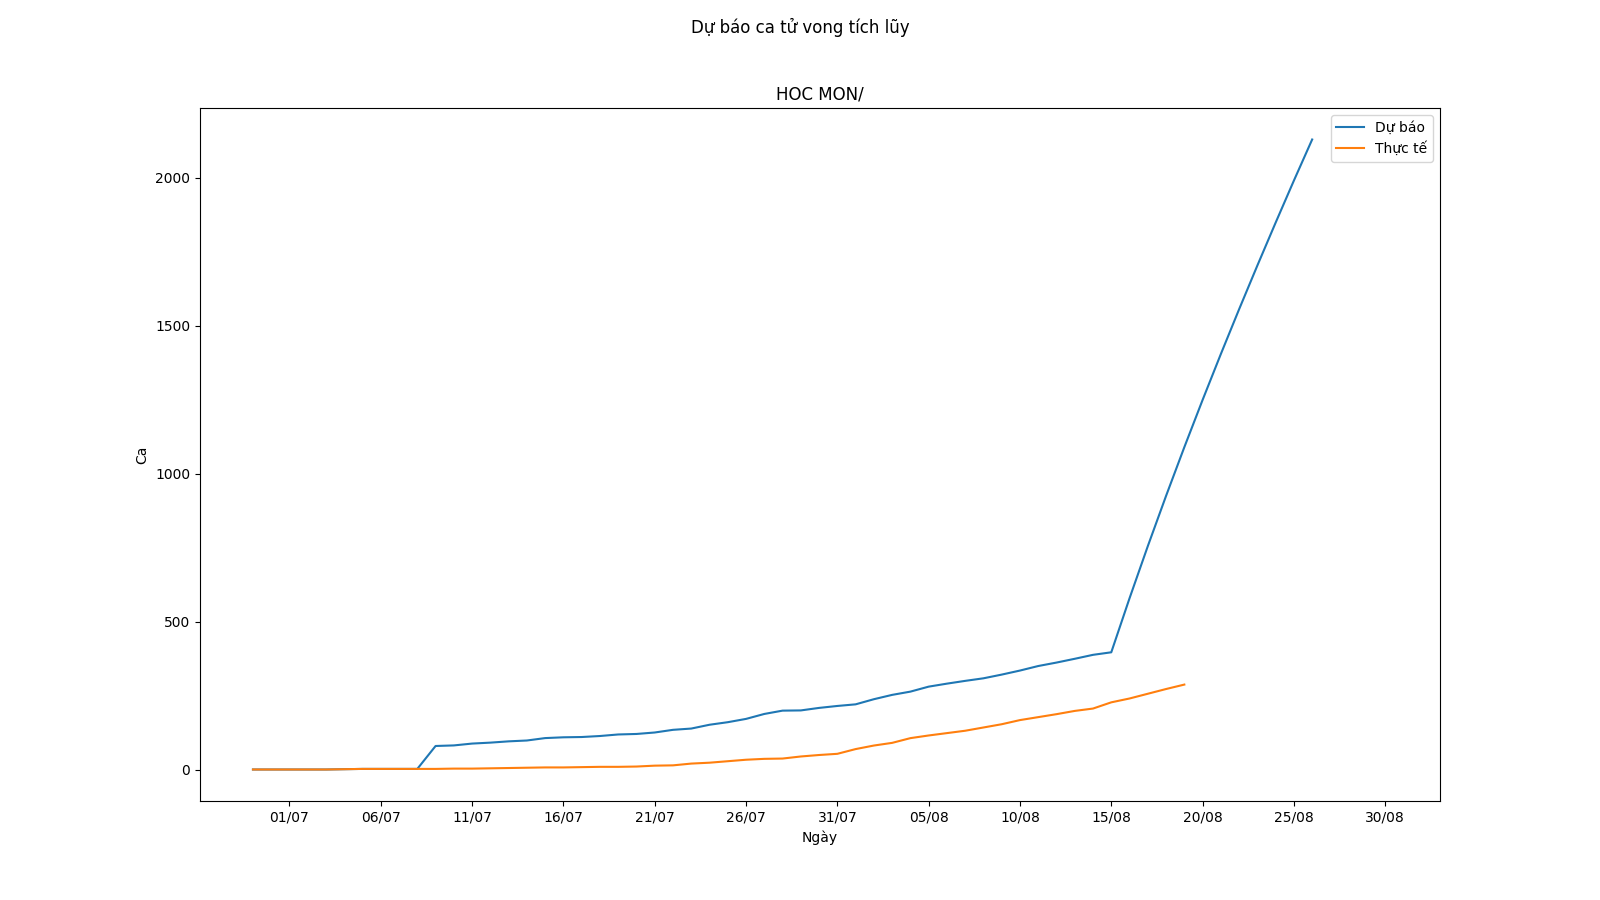 Dự báo ca tử vong tích lũy
HOC MON/
Dự báo
Thực tế
2000
1500
1000
500
0
Ca
01/07 06/07 11/07 16/07 21/07 26/07 31/07 05/08 10/08 15/08 20/08 25/08 30/08
Ngày